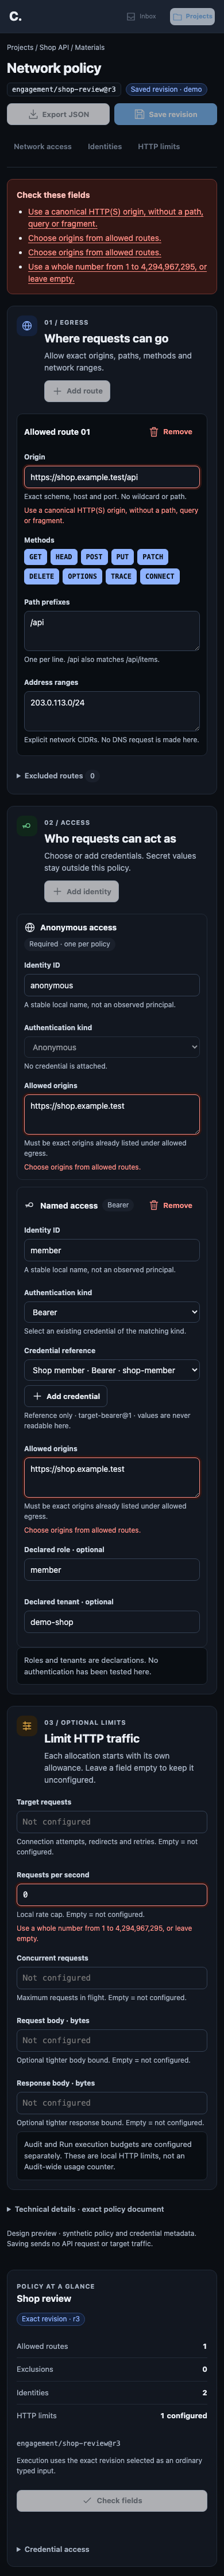 C.
Inbox
Projects
Projects / Shop API / Materials
Network policy
engagement/shop-review@r3
Saved revision · demo
Export JSON
Save revision
Network access
Identities
HTTP limits
Check these fields
• Use a canonical HTTP(S) origin, without a path,
query or fragment.
• Choose origins from allowed routes.
• Choose origins from allowed routes.
• Use a whole number from 1 to 4,294,967,295, or
leave empty.
01 / EGRESS
Where requests can go
Allow exact origins, paths, methods and
network ranges.
Add route
Allowed route 01
Remove
Origin
https://shop.example.test/api
Exact scheme, host and port. No wildcard or path.
Use a canonical HTTP(S) origin, without a path, query
or fragment.
Methods
GET HEAD POST PUT PATCH
DELETE OPTIONS TRACE CONNECT
Path prefixes
/api
One per line. /api also matches /api/items.
Address ranges
203.0.113.0/24
Explicit network CIDRs. No DNS request is made here.
Excluded routes 0
02 / ACCESS
Who requests can act as
Choose or add credentials. Secret values
stay outside this policy.
Add identity
Anonymous access
Required · one per policy
Identity ID
anonymous
A stable local name, not an observed principal.
Authentication kind
Anonymous
No credential is attached.
Allowed origins
https://shop.example.test
Must be exact origins already listed under allowed
egress.
Choose origins from allowed routes.
Named access
Bearer
Remove
Identity ID
member
A stable local name, not an observed principal.
Authentication kind
Bearer
Select an existing credential of the matching kind.
Credential reference
Shop member · Bearer · shop-member
Add credential
Reference only · target-bearer@1 · values are never
readable here.
Allowed origins
https://shop.example.test
Must be exact origins already listed under allowed
egress.
Choose origins from allowed routes.
Declared role · optional
member
Declared tenant · optional
demo-shop
Roles and tenants are declarations. No
authentication has been tested here.
03 / OPTIONAL LIMITS
Limit HTTP traffic
Each allocation starts with its own
allowance. Leave a field empty to keep it
unconfigured.
Target requests
Not configured
Connection attempts, redirects and retries. Empty = not
configured.
Requests per second
0
Local rate cap. Empty = not configured.
Use a whole number from 1 to 4,294,967,295, or leave
empty.
Concurrent requests
Not configured
Maximum requests in flight. Empty = not configured.
Request body · bytes
Not configured
Optional tighter body bound. Empty = not configured.
Response body · bytes
Not configured
Optional tighter response bound. Empty = not configured.
Audit and Run execution budgets are configured
separately. These are local HTTP limits, not an
Audit-wide usage counter.
Technical details · exact policy document
Design preview · synthetic policy and credential metadata.
Saving sends no API request or target traffic.
POLICY AT A GLANCE
Shop review
Exact revision · r3
Allowed routes 1
Exclusions 0
Identities 2
HTTP limits 1 configured
engagement/shop-review@r3
Execution uses the exact revision selected as an ordinary
typed input.
Check fields
Credential access